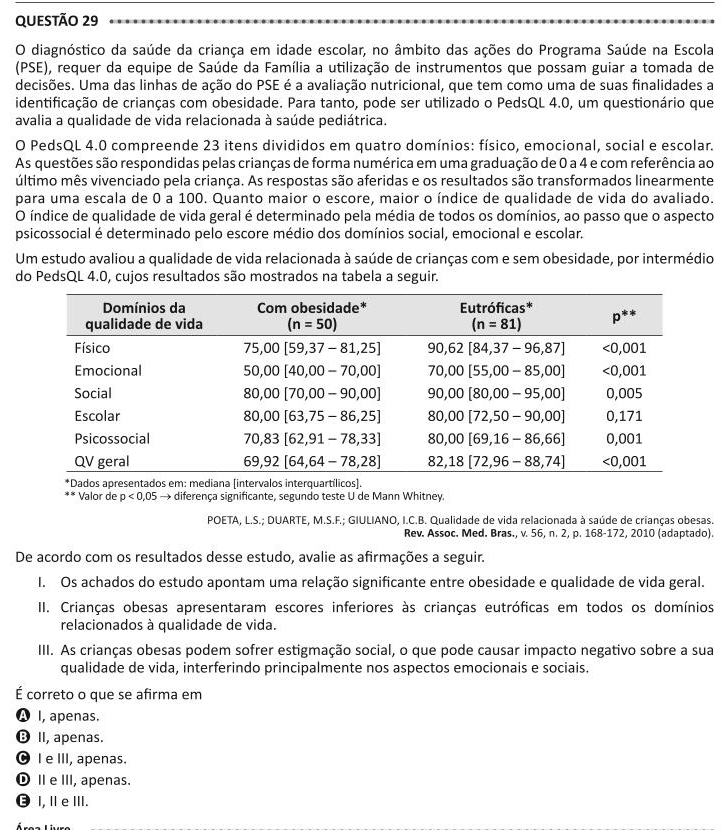 QUESTÃO 29
O diagnóstico da saúde da criança em idade escolar, no âmbito das ações do Programa Saúde na Escola
(PSE), requer da equipe de Saúde da Família a utilização de instrumentos que possam guiar a tomada de
decisões. Uma das linhas de ação do PSE é a avaliação nutricional, que tem como uma de suas finalidades a
identificação de crianças com obesidade. Para tanto, pode ser utilizado o PedsQL 4.0, um questionário que
avalia a qualidade de vida relacionada à saúde pediátrica.
O PedsQL 4.0 compreende 23 itens divididos em quatro domínios: físico, emocional, social e escolar.
As questões são respondidas pelas crianças de forma numérica em uma graduação de 0 a 4 e com referência ao
último mês vivenciado pela criança. As respostas são aferidas e os resultados são transformados linearmente
para uma escala de 0 a 100. Quanto maior o escore, maior o índice de qualidade de vida do avaliado.
O índice de qualidade de vida geral é determinado pela média de todos os domínios, ao passo que o aspecto
psicossocial é determinado pelo escore médio dos domínios social, emocional e escolar.
Um estudo avaliou a qualidade de vida relacionada à saúde de crianças com e sem obesidade, por intermédio
do PedsQL 4.0, cujos resultados são mostrados na tabela a seguir.
Domínios da qualidade de vida Com obesidade* (n = 50) Eutróficas* (n = 81) p**
Físico 75,00 [59,37 – 81,25] 90,62 [84,37 – 96,87] <0,001
Emocional 50,00 [40,00 – 70,00] 70,00 [55,00 – 85,00] <0,001
Social 80,00 [70,00 – 90,00] 90,00 [80,00 – 95,00] 0,005
Escolar 80,00 [63,75 – 86,25] 80,00 [72,50 – 90,00] 0,171
Psicossocial 70,83 [62,91 – 78,33] 80,00 [69,16 – 86,66] 0,001
QV geral 69,92 [64,64 – 78,28] 82,18 [72,96 – 88,74] <0,001
*Dados apresentados em: mediana [intervalos interquartílicos].
** Valor de p < 0,05 → diferença significante, segundo teste U de Mann Whitney.
POETA, L.S.; DUARTE, M.S.F.; GIULIANO, I.C.B. Qualidade de vida relacionada à saúde de crianças obesas.
Rev. Assoc. Med. Bras., v. 56, n. 2, p. 168-172, 2010 (adaptado).
De acordo com os resultados desse estudo, avalie as afirmações a seguir.
I. Os achados do estudo apontam uma relação significante entre obesidade e qualidade de vida geral.
II. Crianças obesas apresentaram escores inferiores às crianças eutróficas em todos os domínios
relacionados à qualidade de vida.
III. As crianças obesas podem sofrer estigmação social, o que pode causar impacto negativo sobre a sua
qualidade de vida, interferindo principalmente nos aspectos emocionais e sociais.
É correto o que se afirma em
A I, apenas.
B II, apenas.
C I e III, apenas.
D II e III, apenas.
E I, II e III.
Área Livre